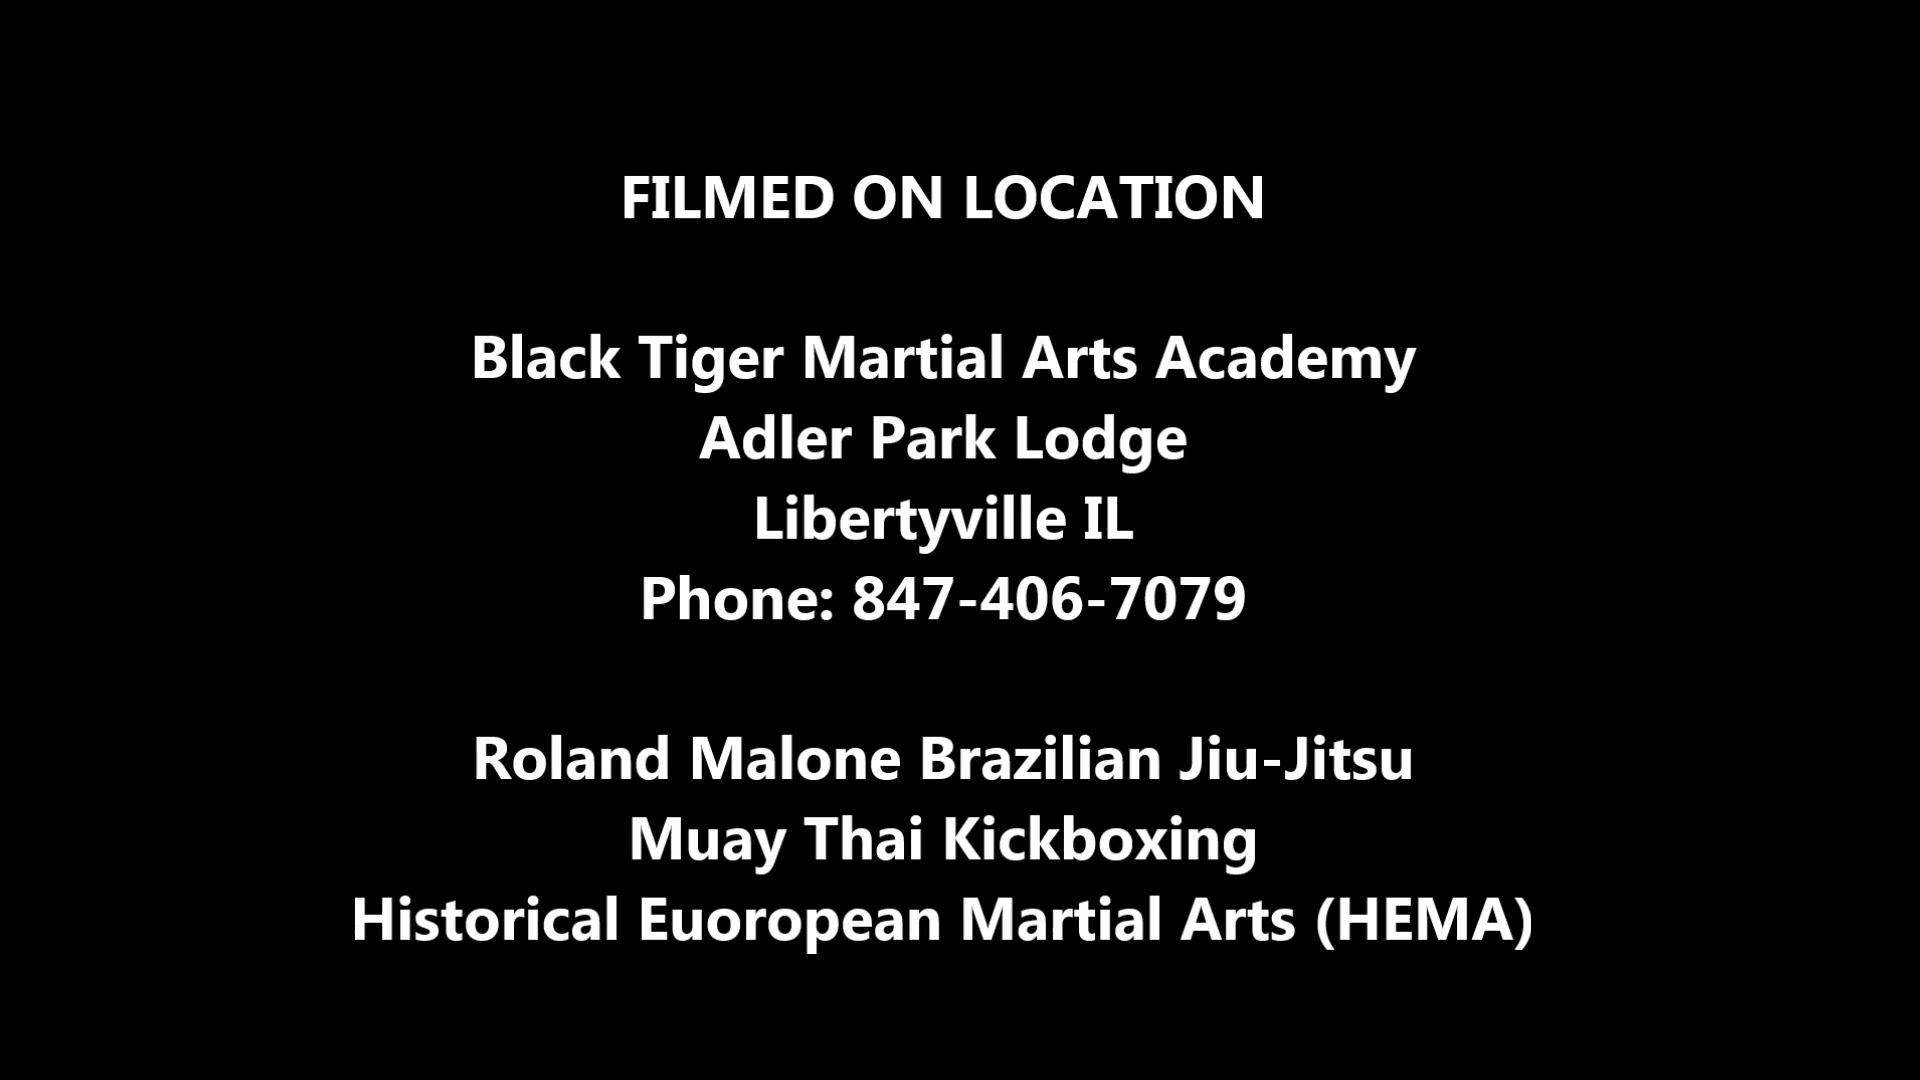 FILMED ON LOCATION
Black Tiger Martial Arts Academy
Adler Park Lodge
Libertyville IL
Phone: 847-406-7079
Roland Malone Brazilian Jiu-Jitsu
Muay Thai Kickboxing
Historical Euoropean Martial Arts (HEMA)